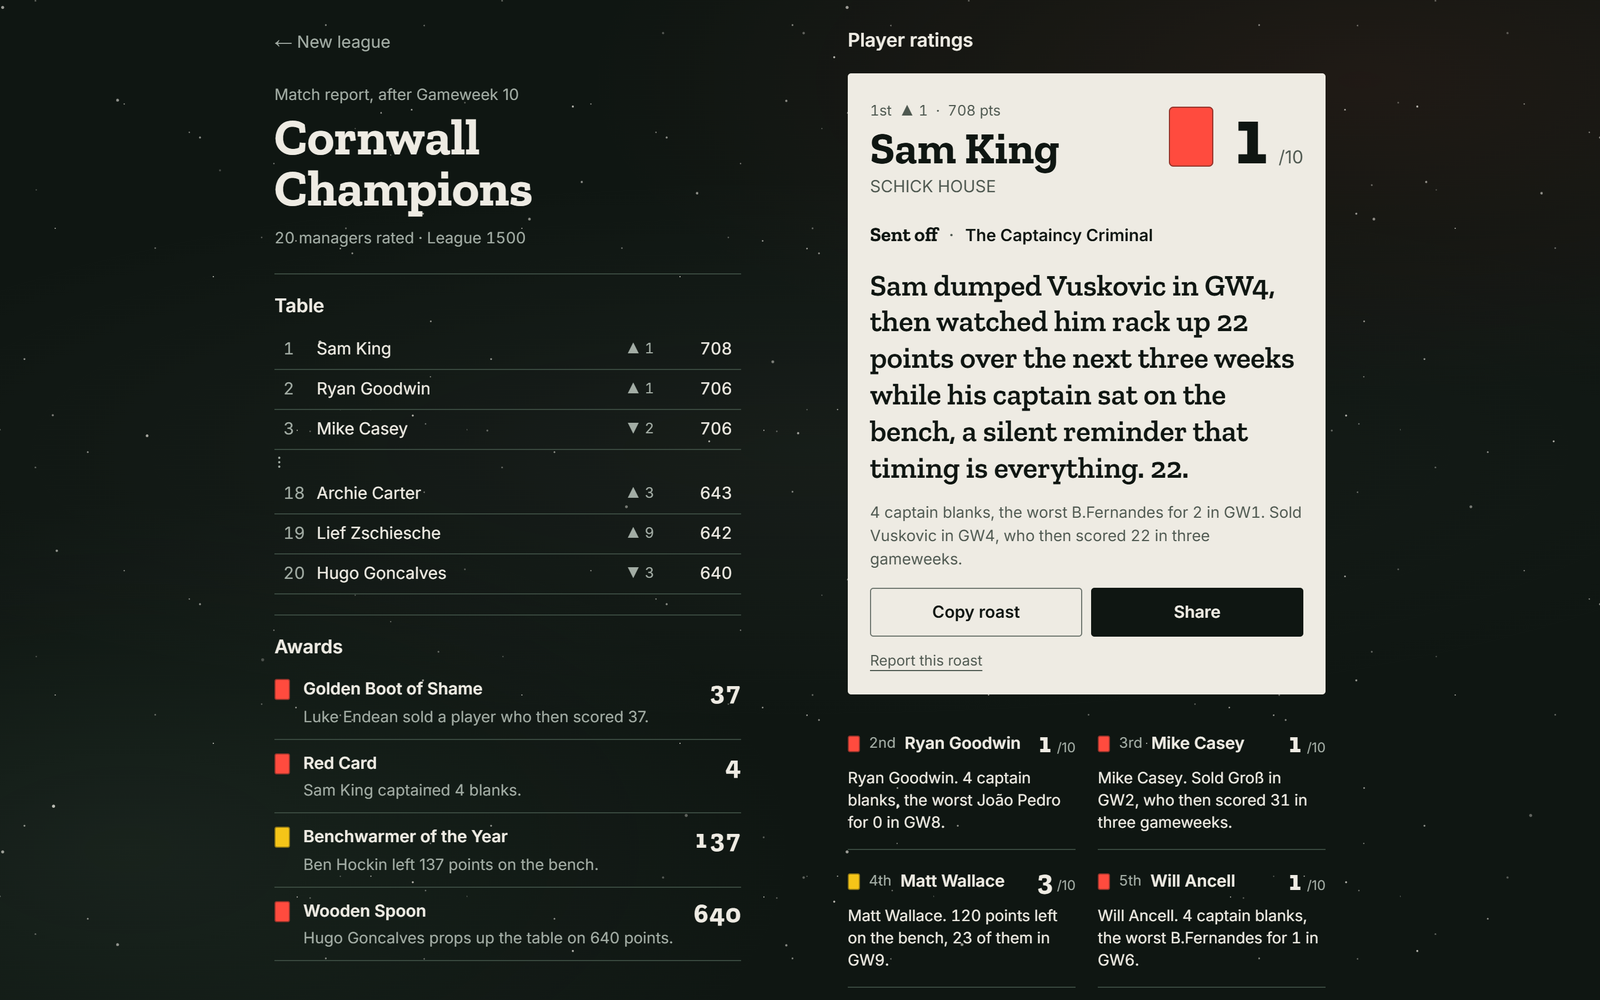 ← New league
Match report, after Gameweek 10
Cornwall
Champions
20 managers rated · League 1500
Table
1 Sam King ▲ 1 708
2 Ryan Goodwin ▲ 1 706
3 Mike Casey ▼ 2 706
⋮
18 Archie Carter ▲ 3 643
19 Lief Zschiesche ▲ 9 642
20 Hugo Goncalves ▼ 3 640
Awards
Golden Boot of Shame 37
Luke Endean sold a player who then scored 37.
Red Card 4
Sam King captained 4 blanks.
Benchwarmer of the Year 137
Ben Hockin left 137 points on the bench.
Wooden Spoon 640
Hugo Goncalves props up the table on 640 points.
Player ratings
1st ▲ 1 · 708 pts
Sam King 1 /10
SCHICK HOUSE
Sent off · The Captaincy Criminal
Sam dumped Vuskovic in GW4,
then watched him rack up 22
points over the next three weeks
while his captain sat on the
bench, a silent reminder that
timing is everything. 22.
4 captain blanks, the worst B.Fernandes for 2 in GW1. Sold
Vuskovic in GW4, who then scored 22 in three
gameweeks.
Copy roast Share
Report this roast
2nd Ryan Goodwin 1 /10
Ryan Goodwin. 4 captain
blanks, the worst João Pedro
for 0 in GW8.
3rd Mike Casey 1 /10
Mike Casey. Sold Groß in
GW2, who then scored 31 in
three gameweeks.
4th Matt Wallace 3 /10
Matt Wallace. 120 points left
on the bench, 23 of them in
GW9.
5th Will Ancell 1 /10
Will Ancell. 4 captain blanks,
the worst B.Fernandes for 1 in
GW6.